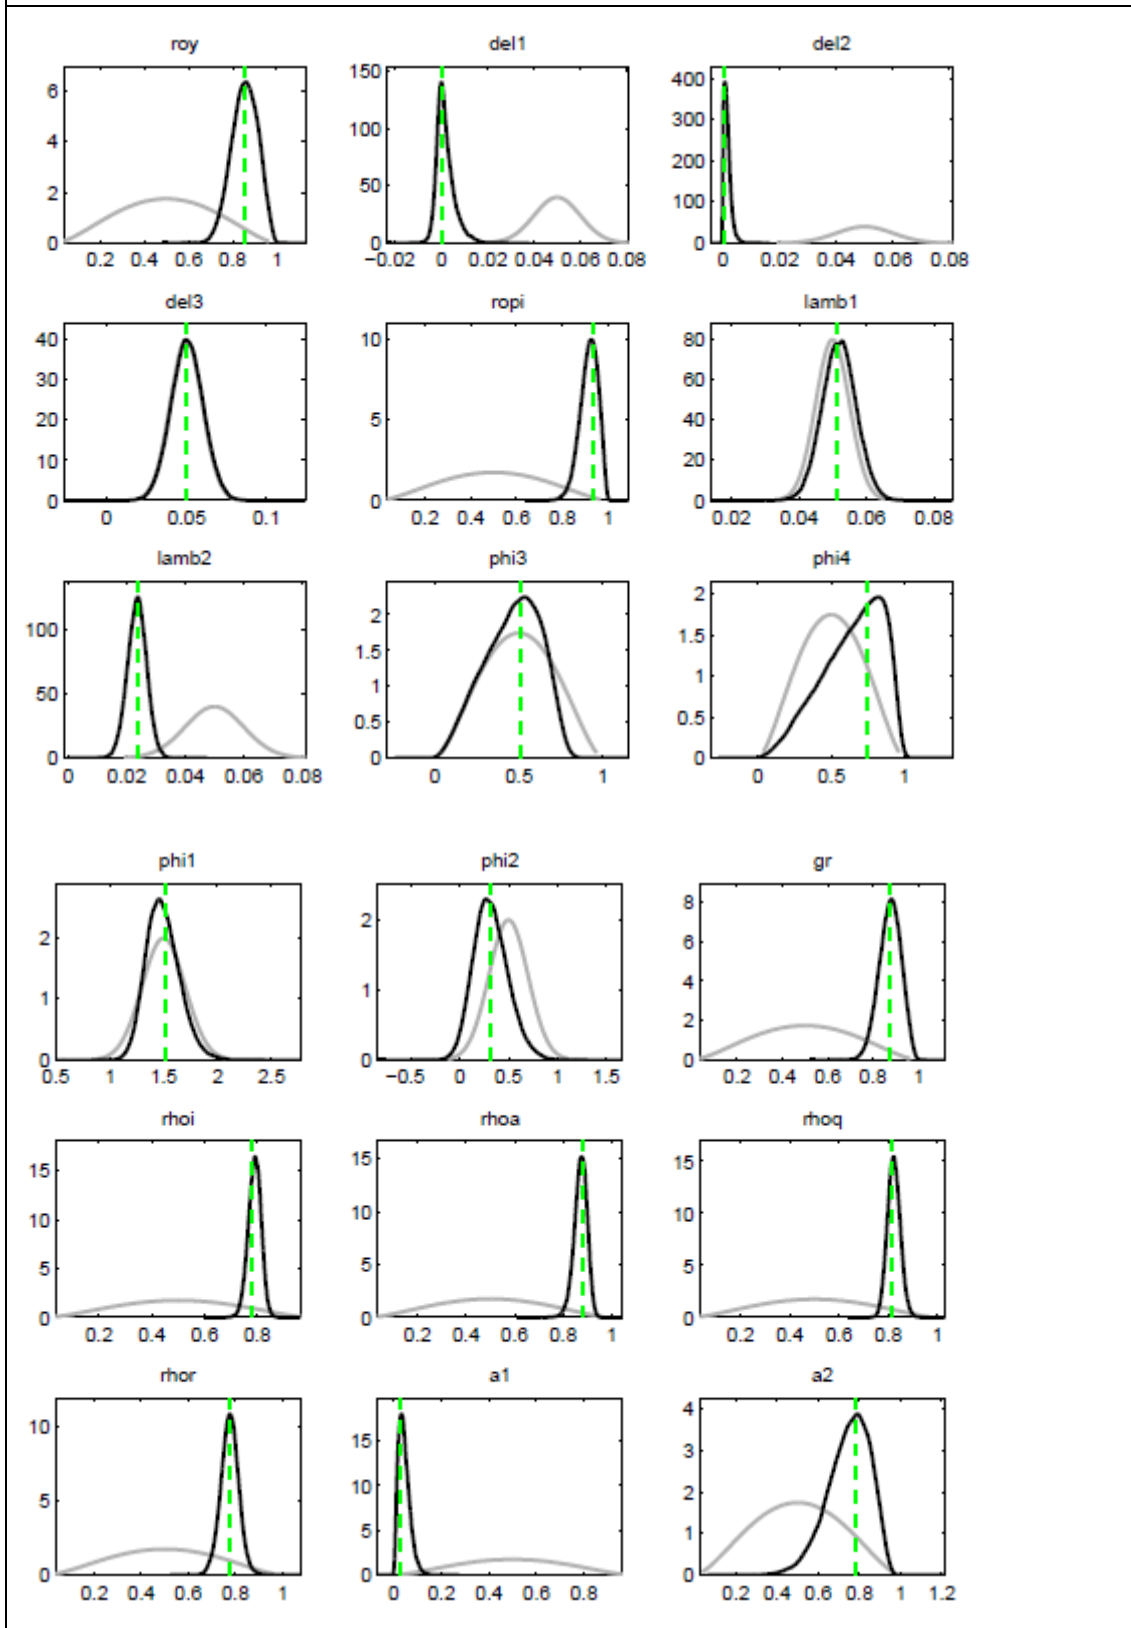 roy del1 del2
6 150 400
4 100 300
2 50 200
0 0 100
0
0.2 0.4 0.6 0.8 1 −0.02 0 0.02 0.04 0.06 0.08 0 0.02 0.04 0.06 0.08
del3 ropi lamb1
40 10 80
30 5 60
20 0 40
10 20
0 0
0 0.05 0.1 0.2 0.4 0.6 0.8 1 0.02 0.04 0.06 0.08
lamb2 phi3 phi4
100 2 2
50 1.5 1.5
0 1 1
0.5 0.5
0 0
0 0.02 0.04 0.06 0.08 0 0.5 1 0 0.5 1
phi1 phi2 gr
2 2 8
1 1 6
0 0 4
2
0
0.5 1 1.5 2 2.5 −0.5 0 0.5 1 1.5 0.2 0.4 0.6 0.8 1
rhoi rhoa rhoq
15 15 15
10 10 10
5 5 5
0 0 0
0.2 0.4 0.6 0.8 0.2 0.4 0.6 0.8 1 0.2 0.4 0.6 0.8 1
rhor a1 a2
10 15 4
5 10 3
0 5 2
0 1
0
0.2 0.4 0.6 0.8 1 0 0.2 0.4 0.6 0.8 0.2 0.4 0.6 0.8 1 1.2